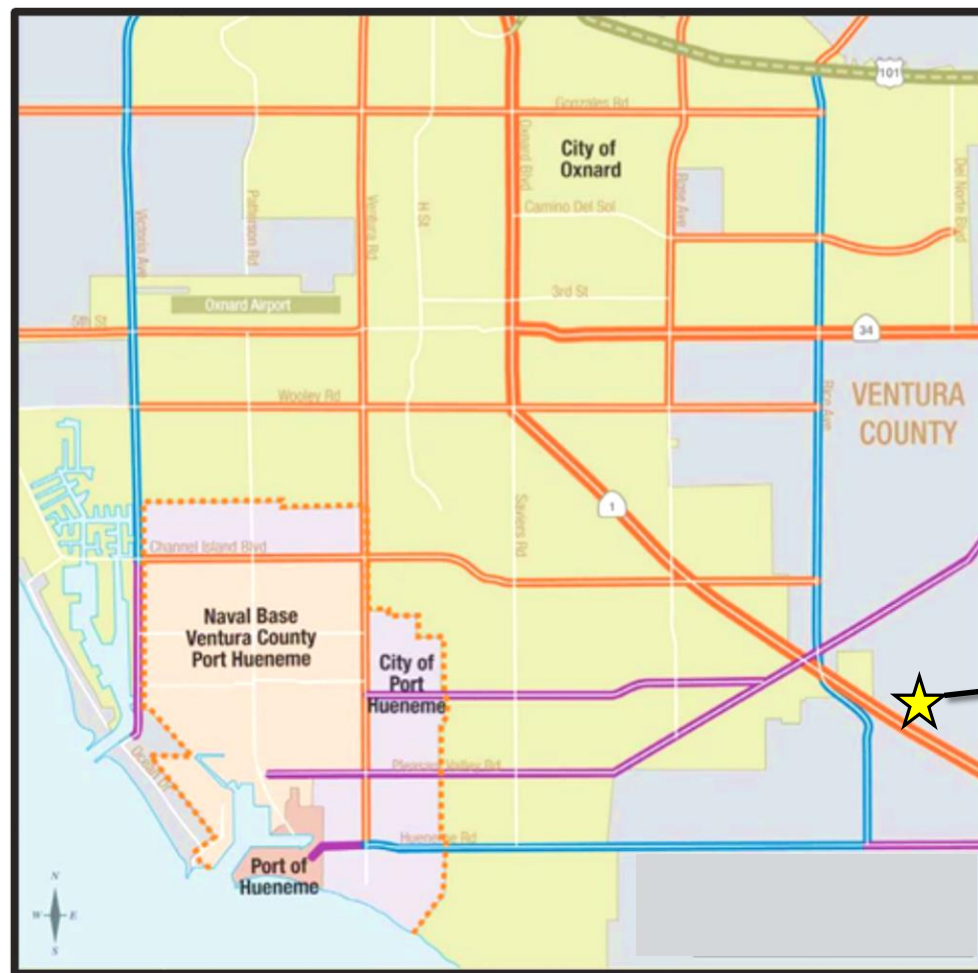 101
Gonzales Rd
Oxnard Blvd
City of
Oxnard
Rose Ave
Del Norte Blvd
Victoria Ave
Patterson Rd
Ventura Rd
H St
Camino Del Sol
Oxnard Airport
3rd St
5th St
34
Wooley Rd
Rice Ave
VENTURA
COUNTY
Saviers Rd
1
Channel Island Blvd
Naval Base
Ventura County
Port Hueneme
City of
Port
Hueneme
Ocean Dr
Pleasant Valley Rd
Hueneme Rd
Port of
Hueneme
N
W
E
S